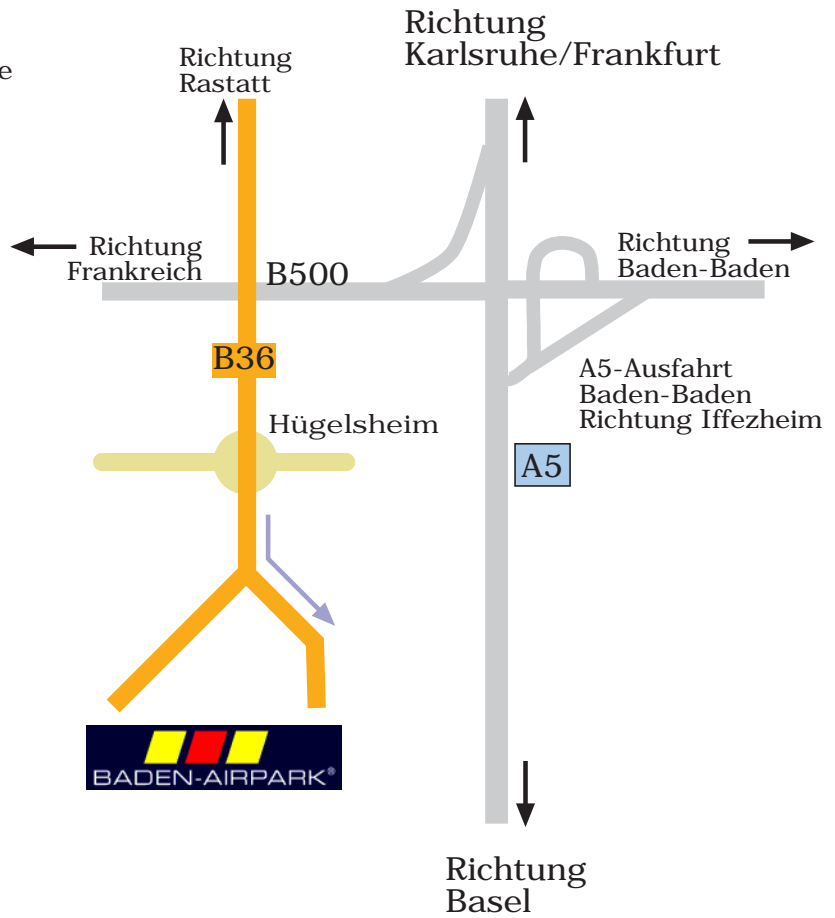 Richtung
Karlsruhe/Frankfurt
e
Richtung
Rastatt
Richtung
Frankreich
B500
Richtung
Baden-Baden
B36
A5-Ausfahrt
Baden-Baden
Richtung Iffezheim
Hügelsheim
A5
BADEN-AIRPARK®
Richtung
Basel